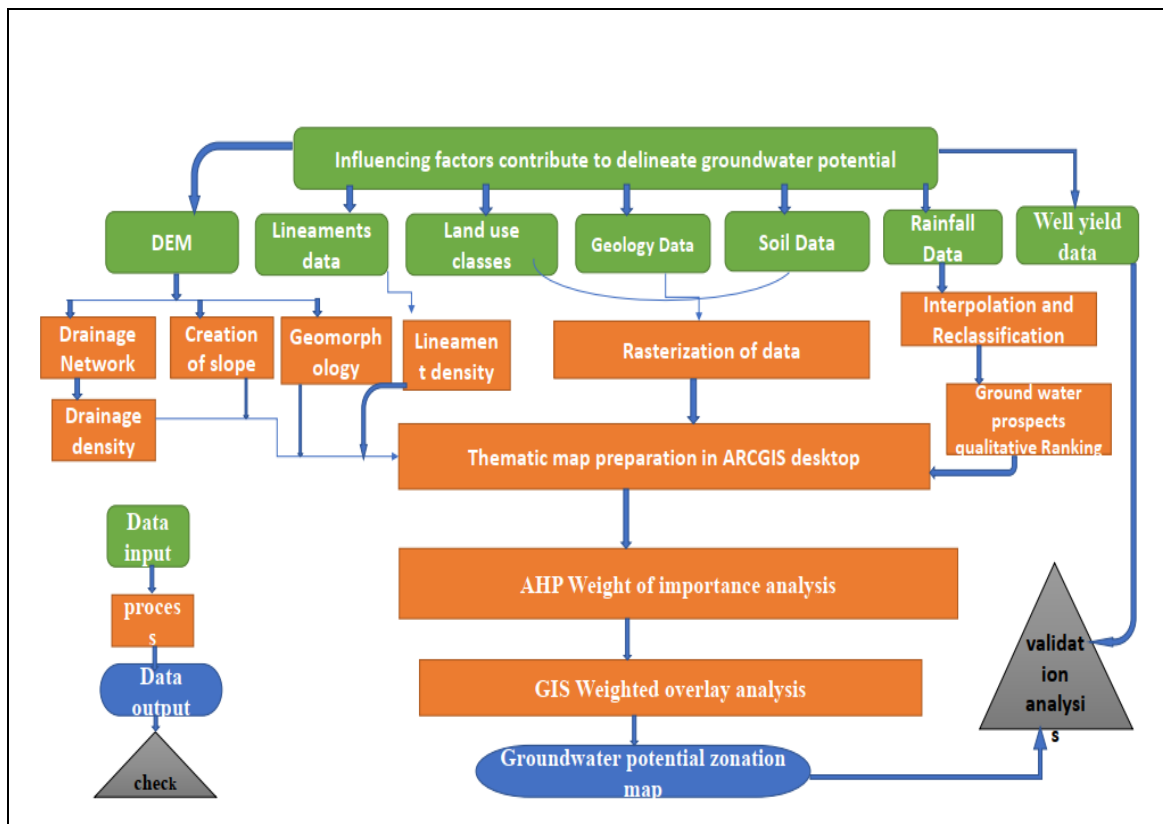 Influencing factors contribute to delineate groundwater potential
DEM
Lineaments
data
Land use
classes
Geology Data
Soil Data
Rainfall
Data
Well yield
data
Drainage
Network
Creation
of slope
Geomorph
ology
Lineamen
t density
Rasterization of data
Interpolation and
Reclassification
Drainage
density
Ground water
prospects
qualitative Ranking
Thematic map preparation in ARCGIS desktop
AHP Weight of importance analysis
GIS Weighted overlay analysis
Groundwater potential zonation
map
validat
ion
analysi
s
Data
input
proces
s
Data
output
check